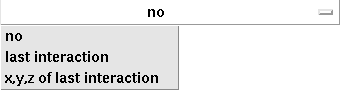 no
no
last interaction
x,y,z of last interaction